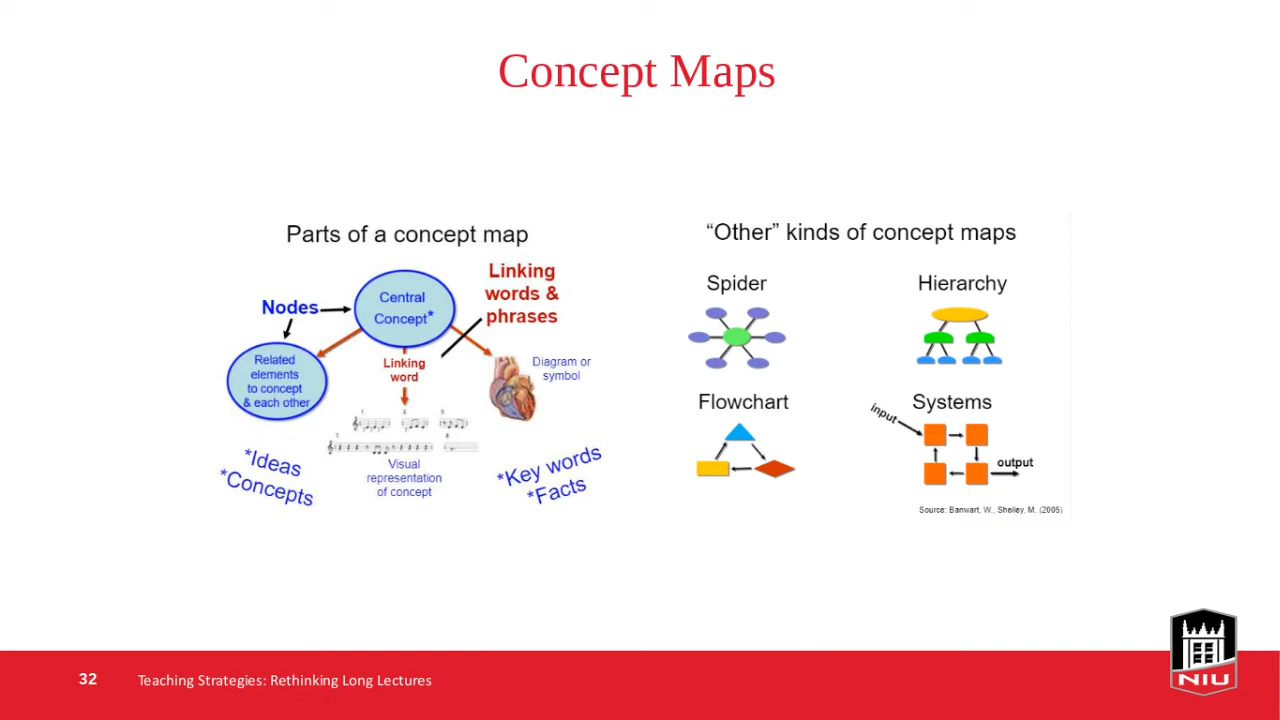 Concept Maps
Parts of a concept map
Linking
words &
phrases
Nodes
Central
Concept*
Related
elements
to concept
& each other
Linking
word
Diagram or
symbol
Visual
representation
of concept
*Ideas
*Concepts
*Key words
*Facts
“Other” kinds of concept maps
Spider
Hierarchy
Flowchart
Systems
input
output
Source: Banwart, W., Shelley, M. (2005)
32
Teaching Strategies: Rethinking Long Lectures
NIU